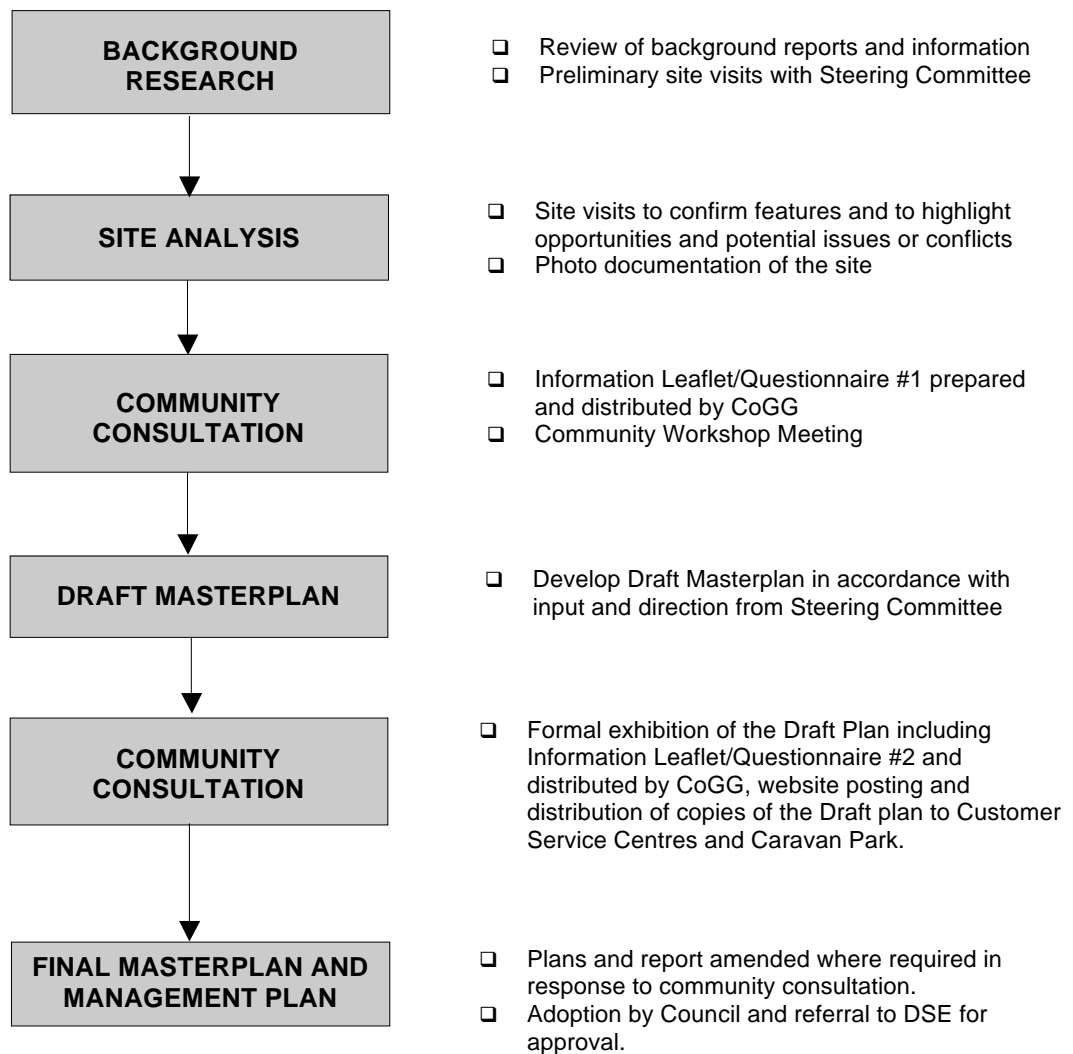 BACKGROUND
RESEARCH
❑ Review of background reports and information
❑ Preliminary site visits with Steering Committee
SITE ANALYSIS
❑ Site visits to confirm features and to highlight
opportunities and potential issues or conflicts
❑ Photo documentation of the site
COMMUNITY
CONSULTATION
❑ Information Leaflet/Questionnaire #1 prepared
and distributed by CoGG
❑ Community Workshop Meeting
DRAFT MASTERPLAN
❑ Develop Draft Masterplan in accordance with
input and direction from Steering Committee
COMMUNITY
CONSULTATION
❑ Formal exhibition of the Draft Plan including
Information Leaflet/Questionnaire #2 and
distributed by CoGG, website posting and
distribution of copies of the Draft plan to Customer
Service Centres and Caravan Park.
FINAL MASTERPLAN AND
MANAGEMENT PLAN
❑ Plans and report amended where required in
response to community consultation.
❑ Adoption by Council and referral to DSE for
approval.